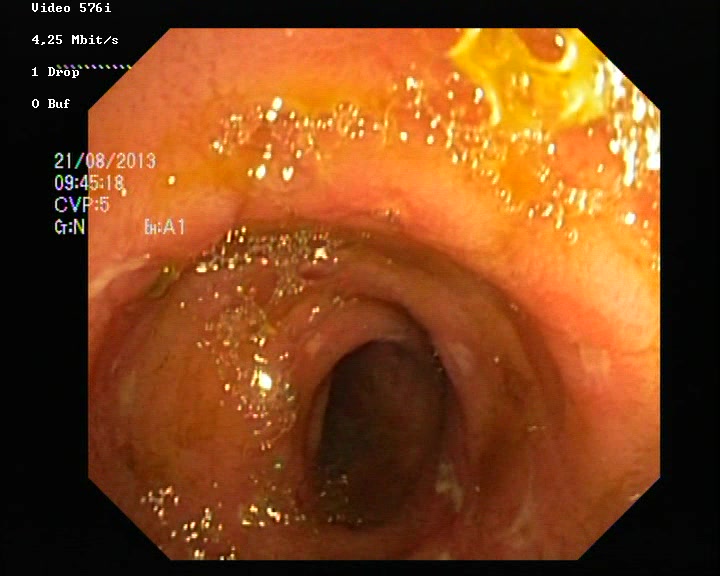 Video 576i
4,25 Mbit/s
1 Drop
0 Buf
21/08/2013
09:45:18
CVP:5
Gr:N Eh:A1